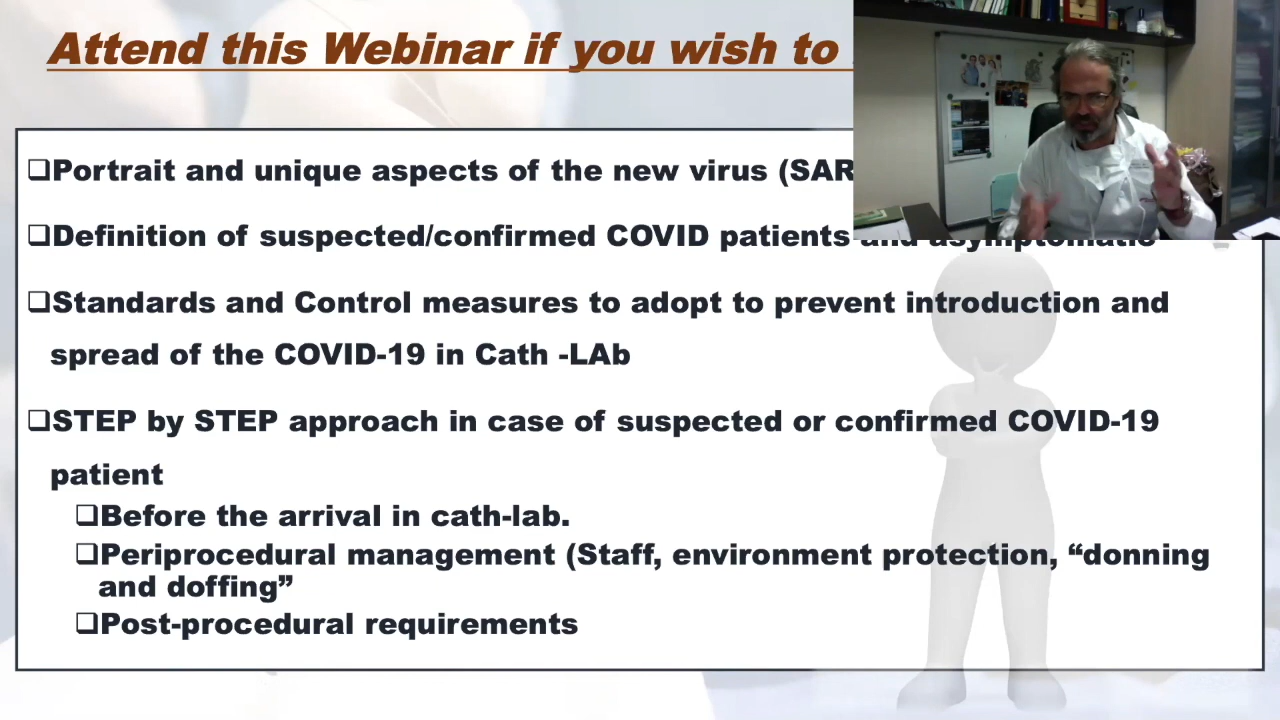 Attend this Webinar if you wish to
❑Portrait and unique aspects of the new virus (SAR
❑Definition of suspected/confirmed COVID patients and asymptomatic
❑Standards and Control measures to adopt to prevent introduction and
spread of the COVID-19 in Cath -LAb
❑STEP by STEP approach in case of suspected or confirmed COVID-19
patient
❑Before the arrival in cath-lab.
❑Periprocedural management (Staff, environment protection, “donning
and doffing”
❑Post-procedural requirements